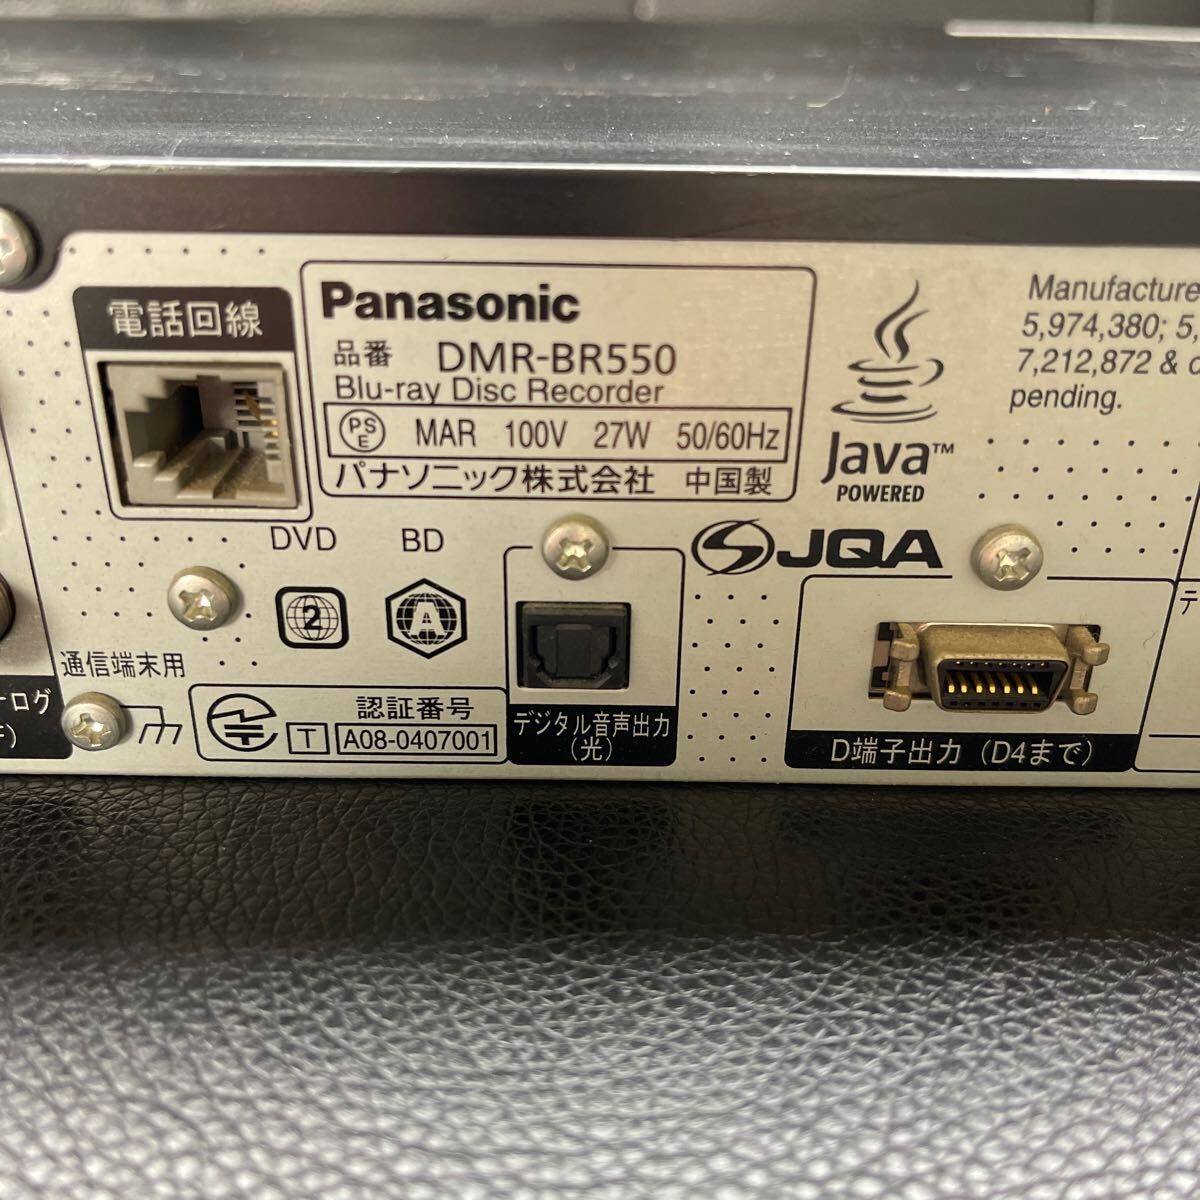 電話回線
Panasonic
品番 DMR-BR550
Blu-ray Disc Recorder
PSE MAR 100V 27W 50/60Hz
パナソニック株式会社 中国製
Java™
POWERED
Manufacture
5,974,380; 5,
7,212,872 &
pending.
DVD BD
2 A
JQA
通信端末用
認証番号
T A08-0407001
デジタル音声出力
(光)
D端子出力 (D4まで)
ログ
テ